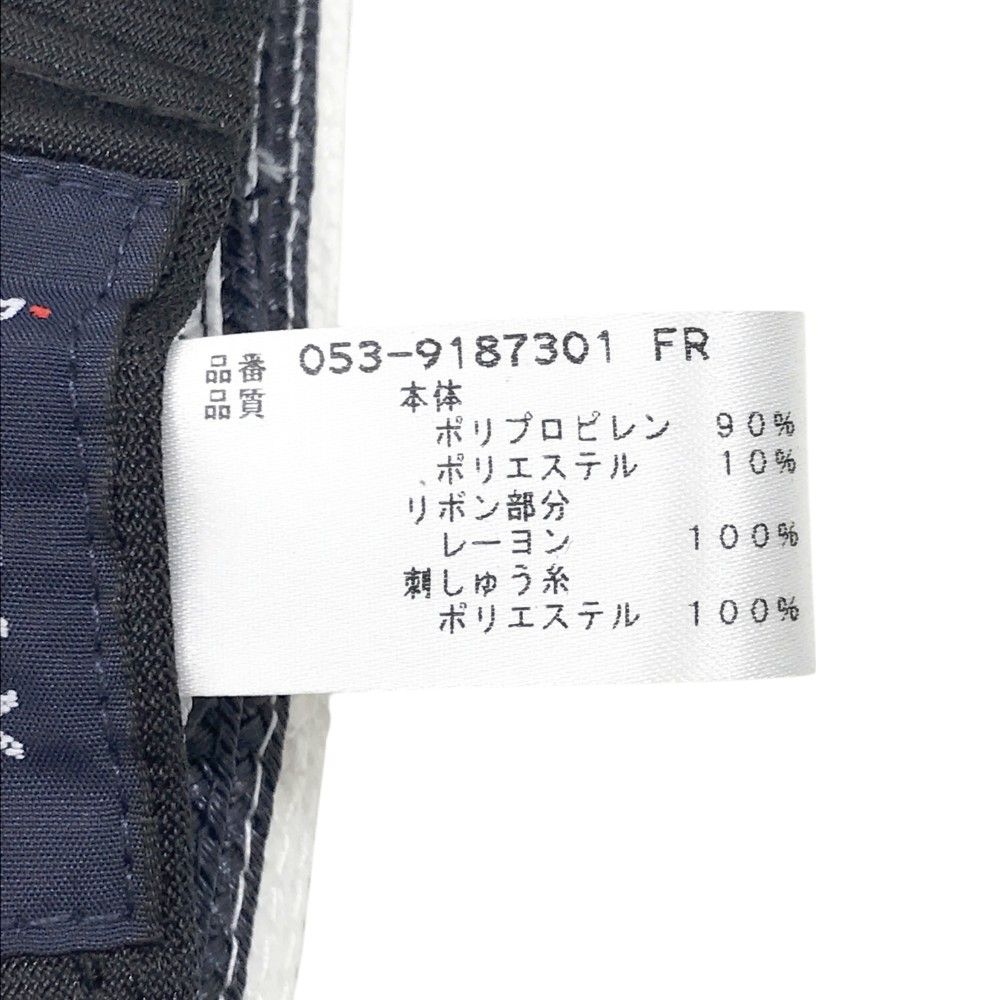 品番 053-9187301 FR
品質 本体
ポリプロピレン 90%
ポリエステル 10%
リボン部分
レーヨン 100%
刺しゅう糸
ポリエステル 100%